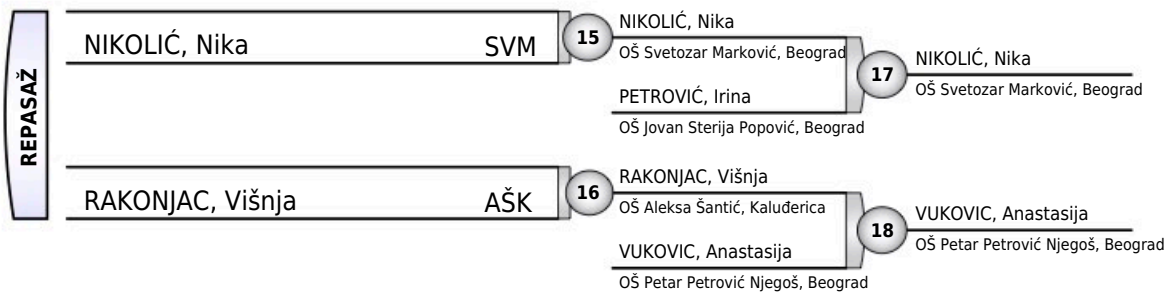 REPASAŽ
NIKOLIĆ, Nika SVM
15
NIKOLIĆ, Nika
OŠ Svetozar Marković, Beograd
PETROVIĆ, Irina
OŠ Jovan Sterija Popović, Beograd
17
NIKOLIĆ, Nika
OŠ Svetozar Marković, Beograd
RAKONJAC, Višnja AŠK
16
RAKONJAC, Višnja
OŠ Aleksa Šantić, Kaluđerica
VUKOVIC, Anastasija
OŠ Petar Petrović Njegoš, Beograd
18
VUKOVIC, Anastasija
OŠ Petar Petrović Njegoš, Beograd